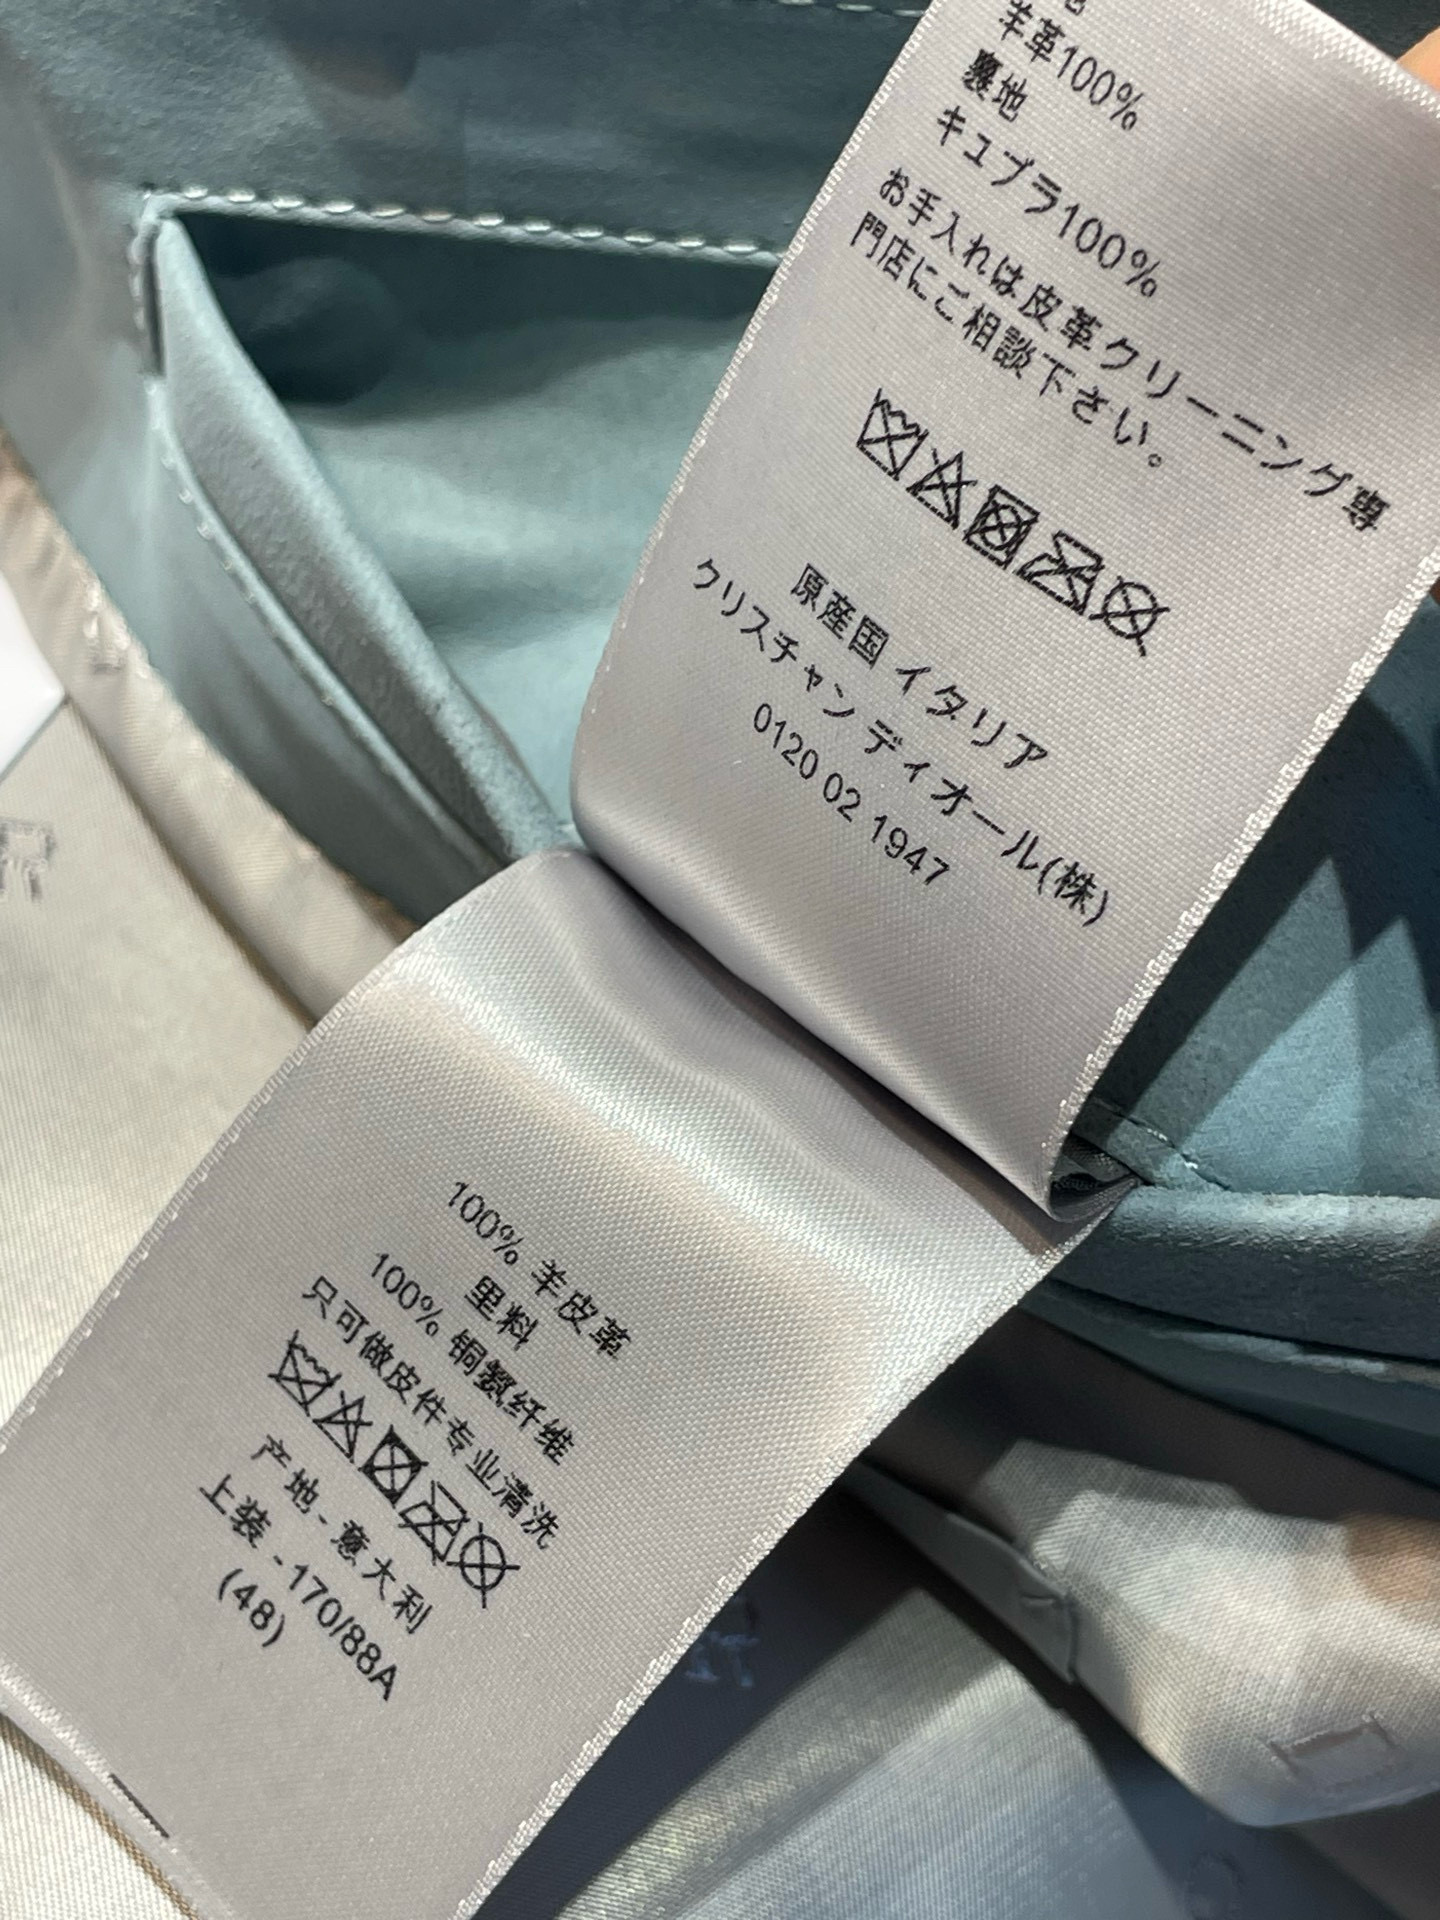 羊革100%
裏地
キュプラ100%
お手入れは皮革クリーニング専
門店にご相談下さい。
原産国 イタリア
クリスチャン ディオール(株)
0120 02 1947
100% 羊皮革
里料
100% 铜氨纤维
只可做皮件专业清洗
产地 - 意大利
上装 - 170/88A
(48)